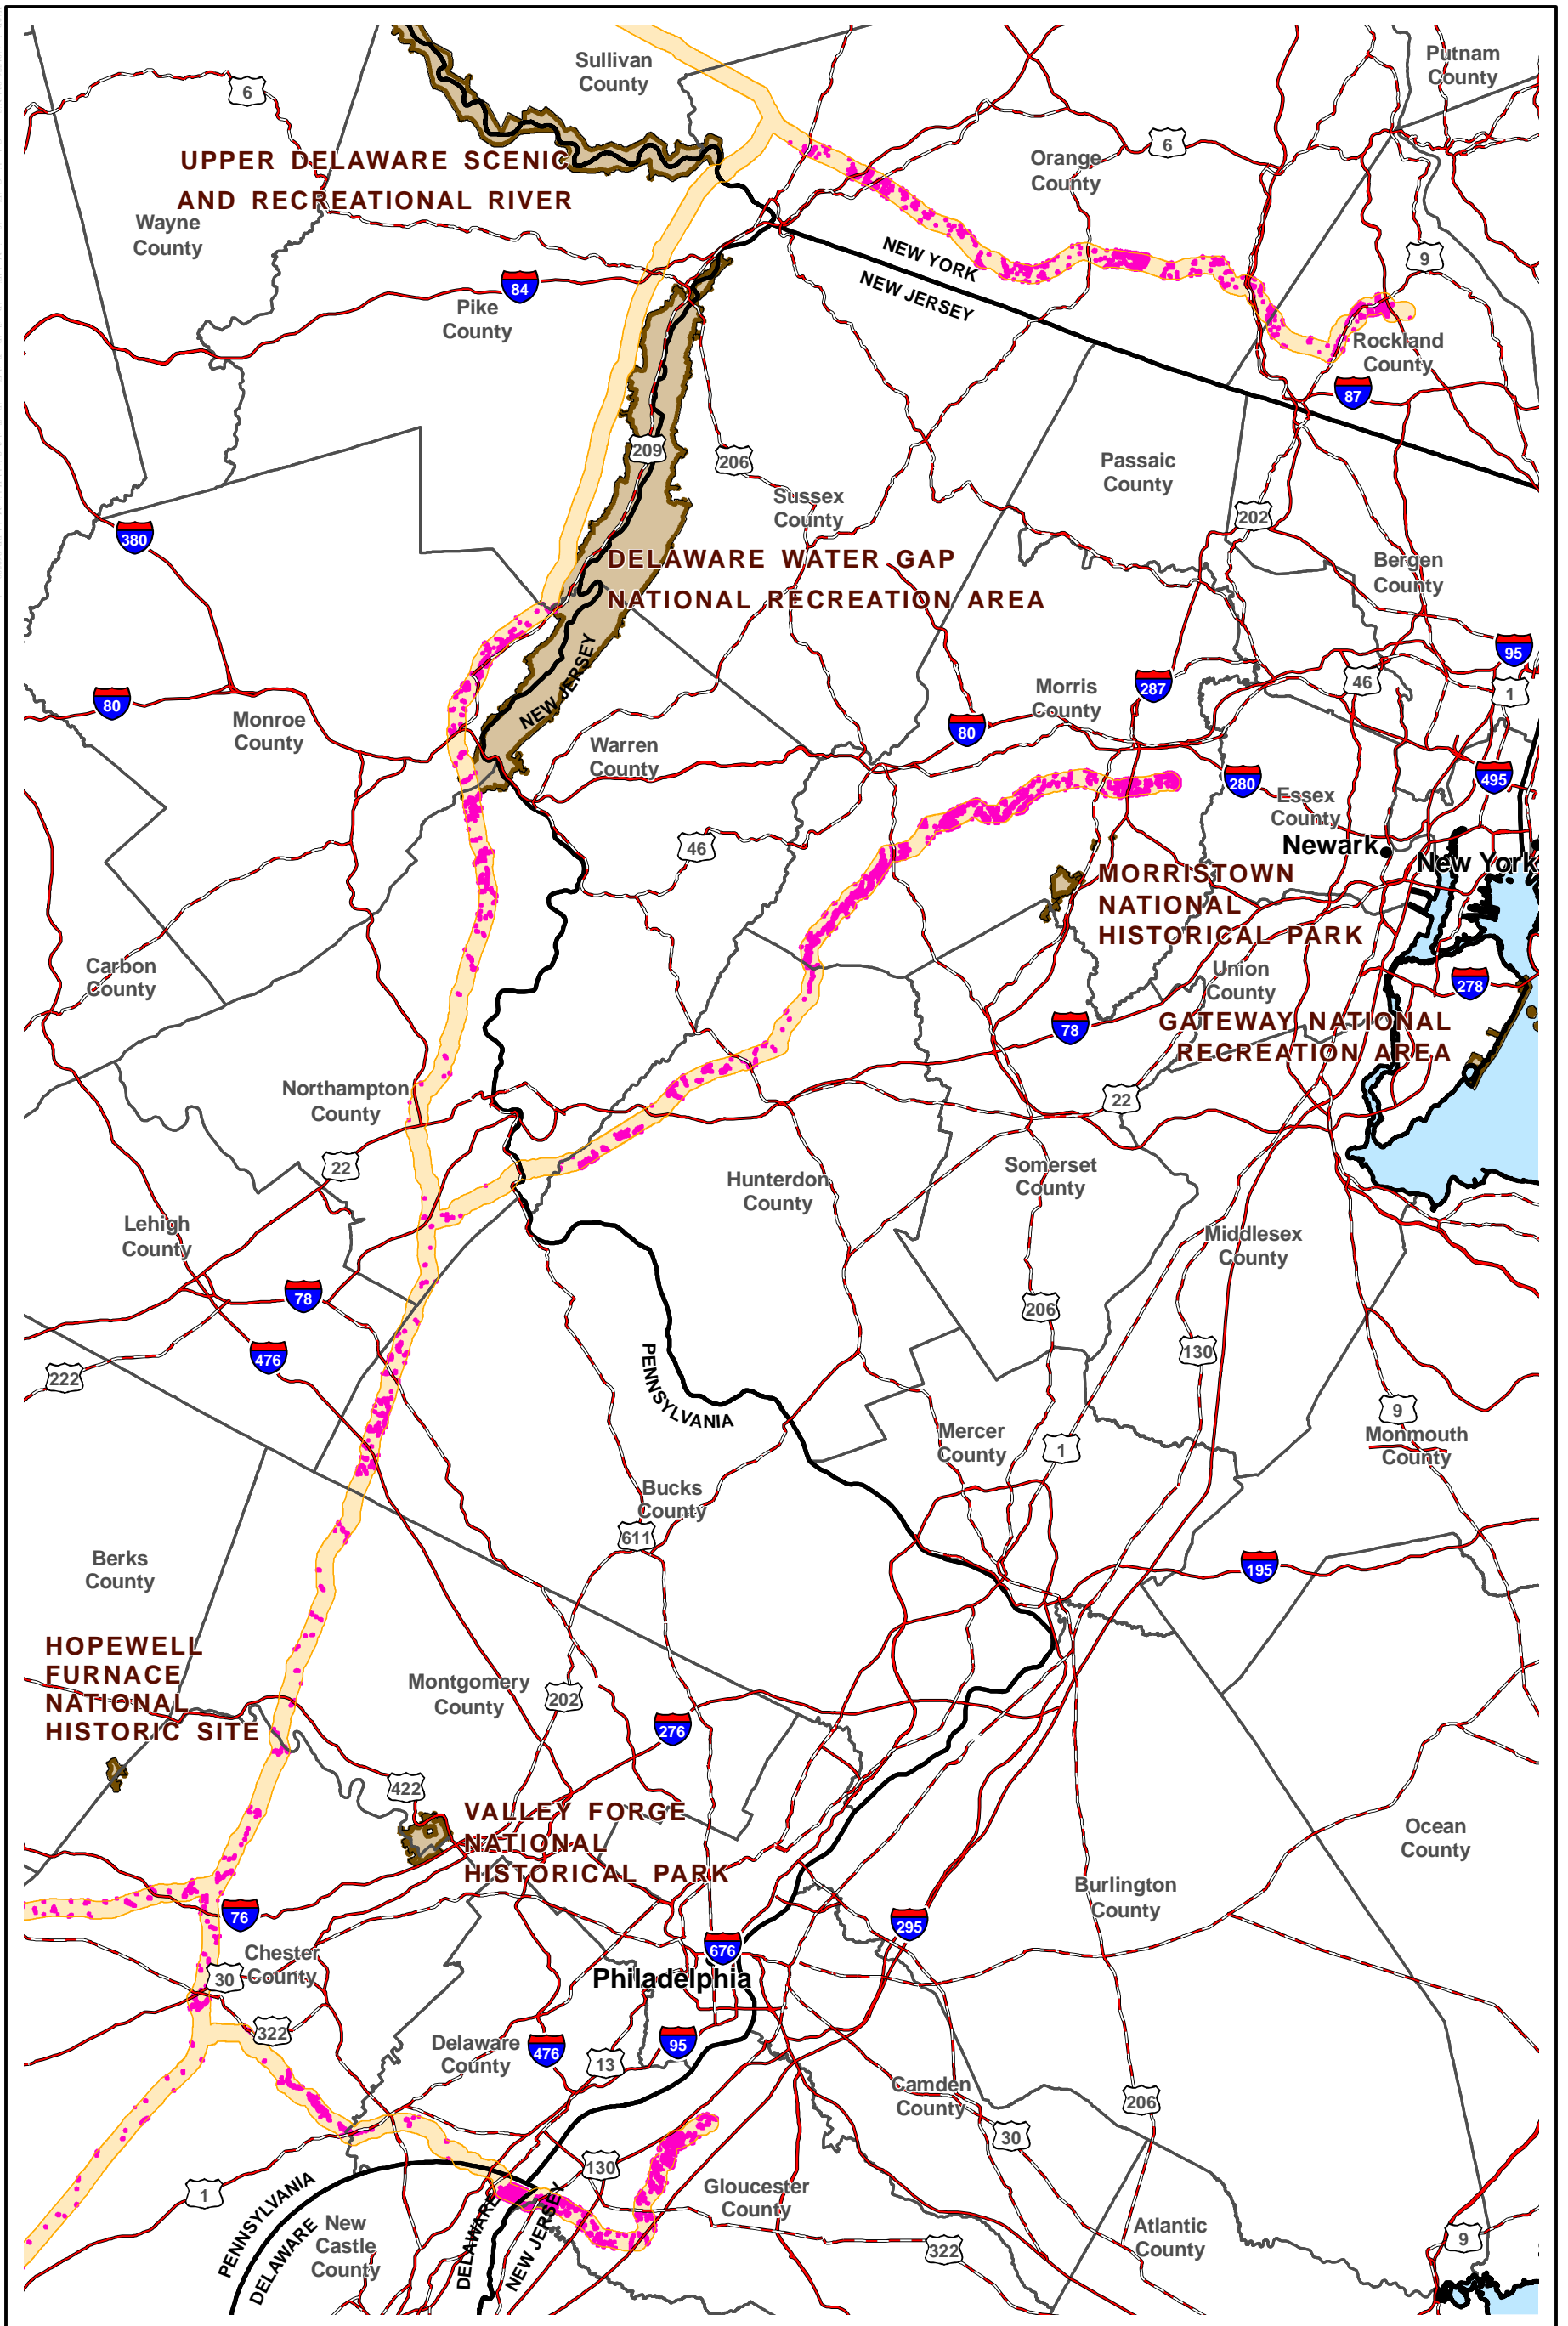 Sullivan
County
Putnam
County
6
UPPER DELAWARE SCENIC
AND RECREATIONAL RIVER
Orange
County
6
Wayne
County
NEW YORK
NEW JERSEY
9
84
Pike
County
Rockland
County
87
209
206
Passaic
County
Sussex
County
202
380
DELAWARE WATER GAP
NATIONAL RECREATION AREA
Bergen
County
95
NEW JERSEY
46
1
287
Morris
County
80
Monroe
County
80
Warren
County
495
280
Essex
County
46
Newark
New York
MORRISTOWN
NATIONAL
HISTORICAL PARK
Carbon
County
Union
County
278
78
GATEWAY NATIONAL
RECREATION AREA
Northampton
County
22
22
Hunterdon
County
Somerset
County
Lehigh
County
Middlesex
County
78
206
476
222
130
PENNSYLVANIA
9
Mercer
County
1
Monmouth
County
Bucks
County
611
Berks
County
195
HOPEWELL
FURNACE
NATIONAL
HISTORIC SITE
Montgomery
County
202
276
422
VALLEY FORGE
NATIONAL
HISTORICAL PARK
Ocean
County
Burlington
County
76
295
676
Chester
County
30
Philadelphia
322
Delaware
County
476
13
95
Camden
County
206
30
130
1
Gloucester
County
PENNSYLVANIA
DELAWARE
New
Castle
County
DELAWARE
NEW JERSEY
322
Atlantic
County
9